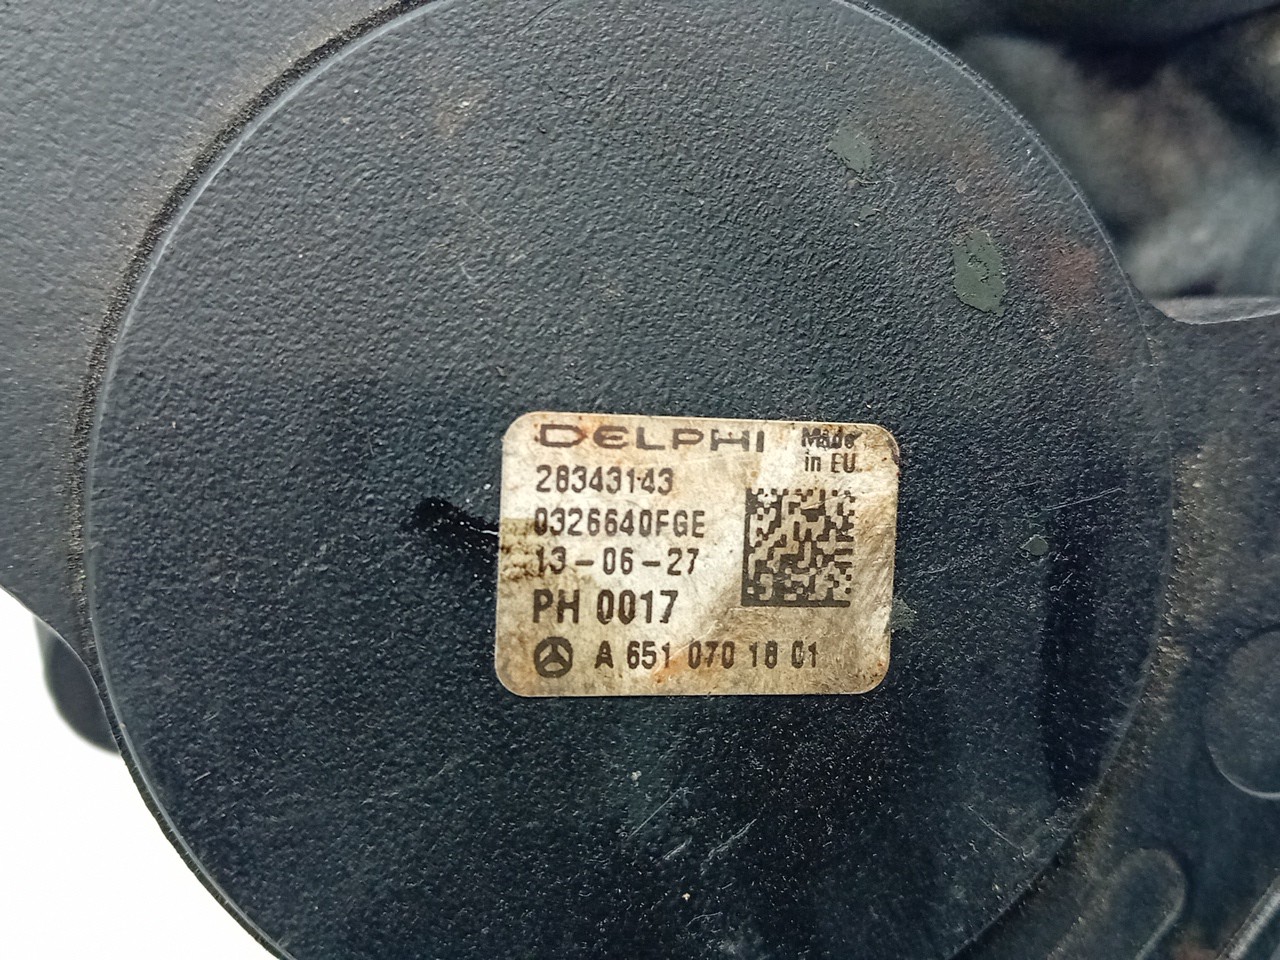 DELPHI
Made in EU
28343143
0326640FGE
13-06-27
PH 0017
A 651 070 18 01